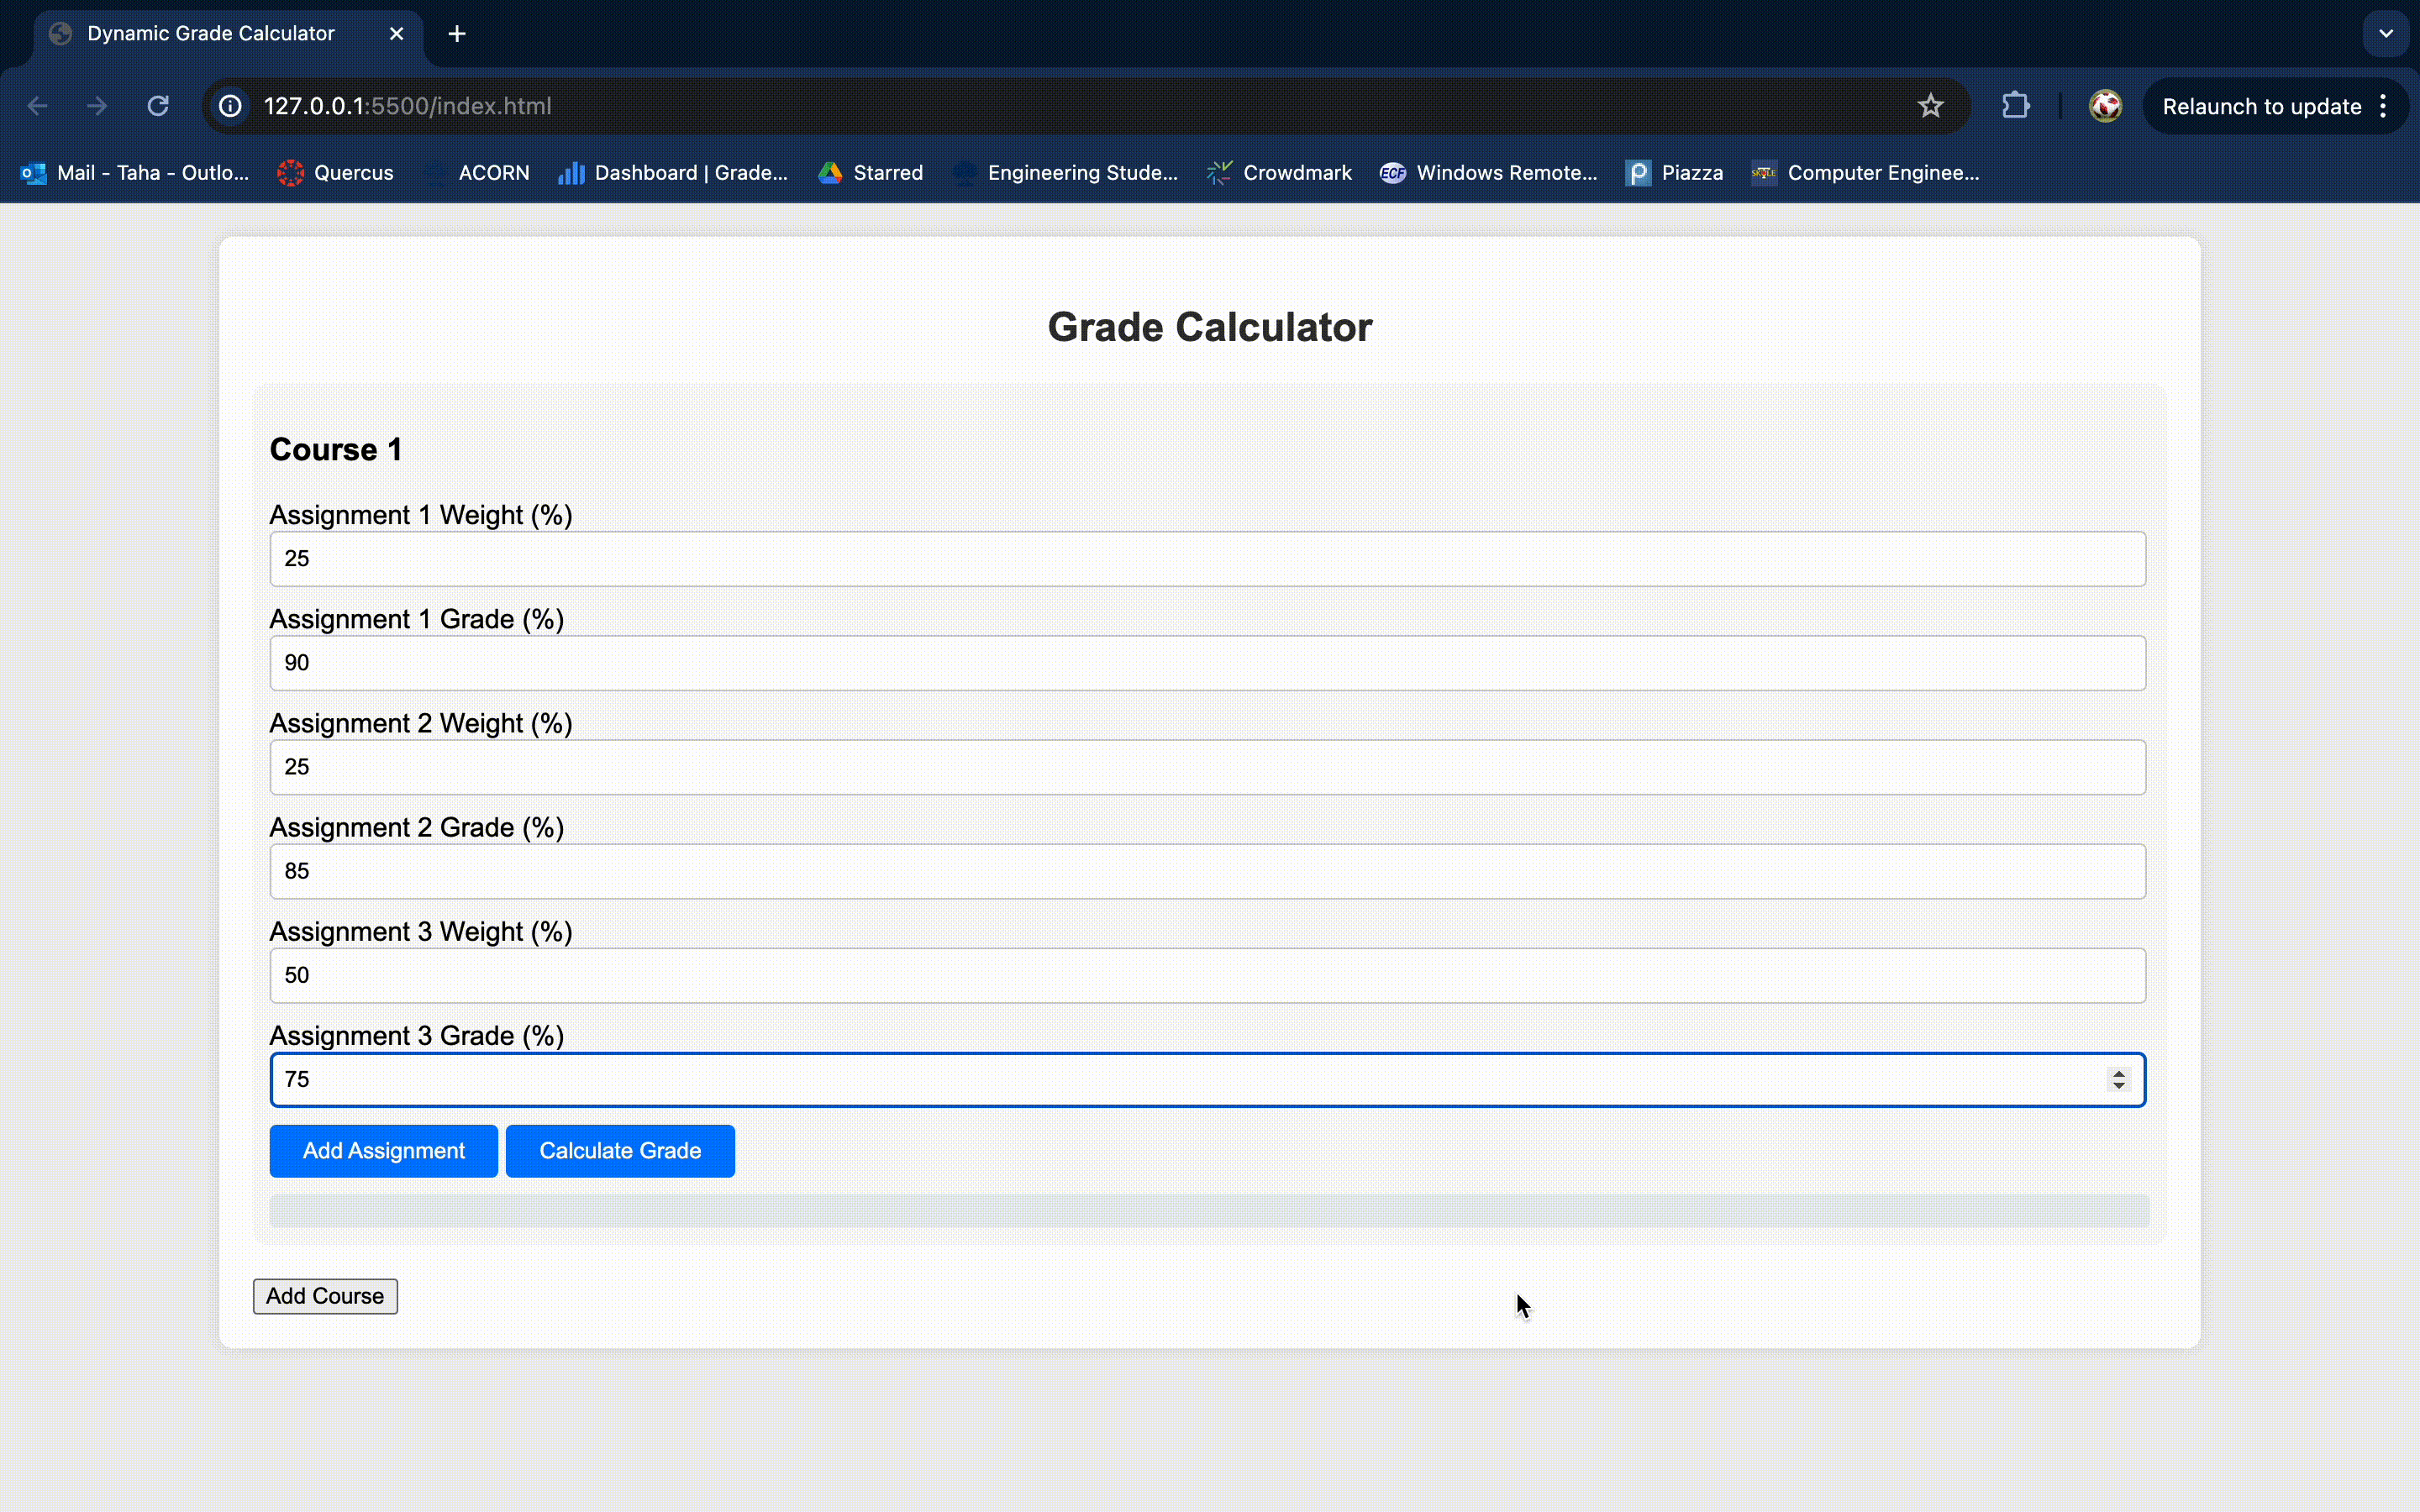 Dynamic Grade Calculator
127.0.0.1:5500/index.html
Relaunch to update
Mail - Taha - Outlo... Quercus ACORN Dashboard | Grade... Starred Engineering Stude... Crowdmark ECF Windows Remote... Piazza SKULE Computer Enginee...
Grade Calculator
Course 1
Assignment 1 Weight (%)
25
Assignment 1 Grade (%)
90
Assignment 2 Weight (%)
25
Assignment 2 Grade (%)
85
Assignment 3 Weight (%)
50
Assignment 3 Grade (%)
75
Add Assignment Calculate Grade
Add Course